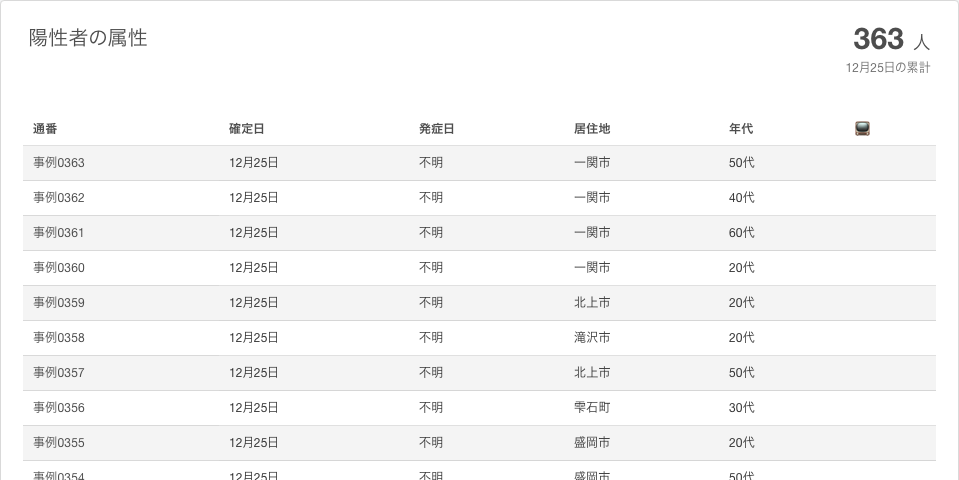 陽性者の属性
363 人
12月25日の累計
通番 確定日 発症日 居住地 年代
事例0363 12月25日 不明 一関市 50代
事例0362 12月25日 不明 一関市 40代
事例0361 12月25日 不明 一関市 60代
事例0360 12月25日 不明 一関市 20代
事例0359 12月25日 不明 北上市 20代
事例0358 12月25日 不明 滝沢市 20代
事例0357 12月25日 不明 北上市 50代
事例0356 12月25日 不明 雫石町 30代
事例0355 12月25日 不明 盛岡市 20代
事例0354 12月25日 不明 盛岡市 50代